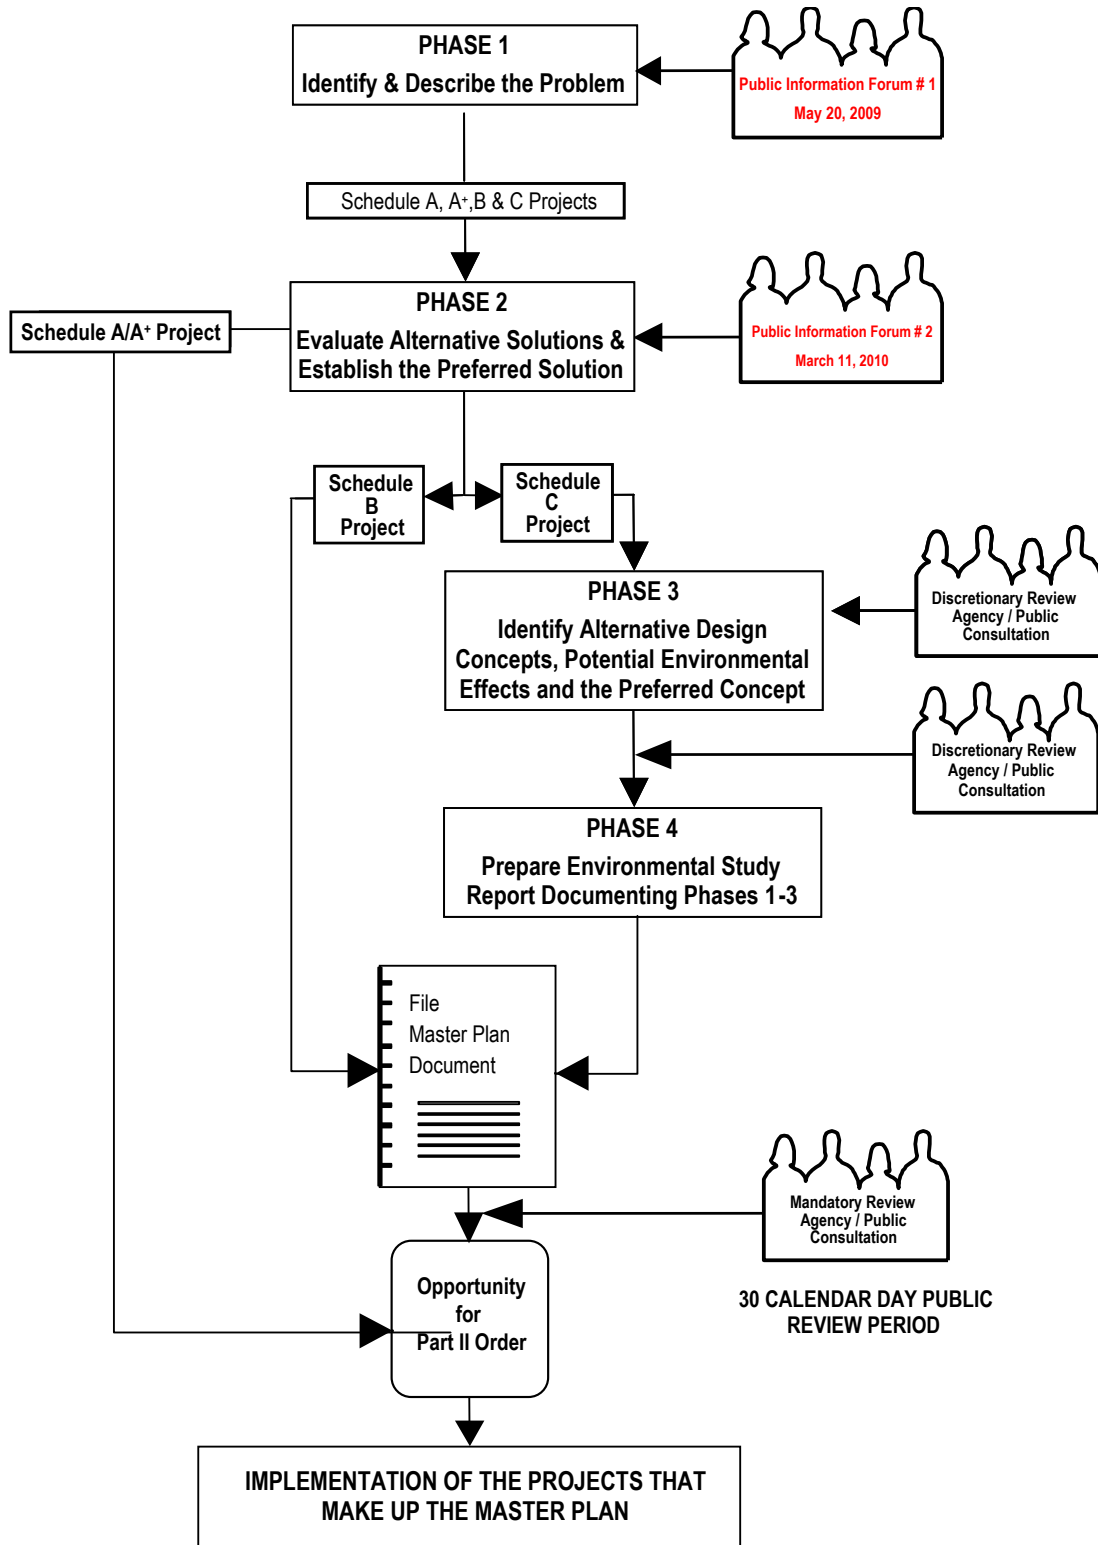 PHASE 1
Identify & Describe the Problem
Public Information Forum # 1
May 20, 2009
Schedule A, A+,B & C Projects
PHASE 2
Evaluate Alternative Solutions &
Establish the Preferred Solution
Schedule A/A+ Project
Public Information Forum # 2
March 11, 2010
Schedule
B
Project
Schedule
C
Project
PHASE 3
Identify Alternative Design
Concepts, Potential Environmental
Effects and the Preferred Concept
Discretionary Review
Agency / Public
Consultation
Discretionary Review
Agency / Public
Consultation
PHASE 4
Prepare Environmental Study
Report Documenting Phases 1-3
File
Master Plan
Document
Mandatory Review
Agency / Public
Consultation
30 CALENDAR DAY PUBLIC
REVIEW PERIOD
Opportunity
for
Part II Order
IMPLEMENTATION OF THE PROJECTS THAT
MAKE UP THE MASTER PLAN